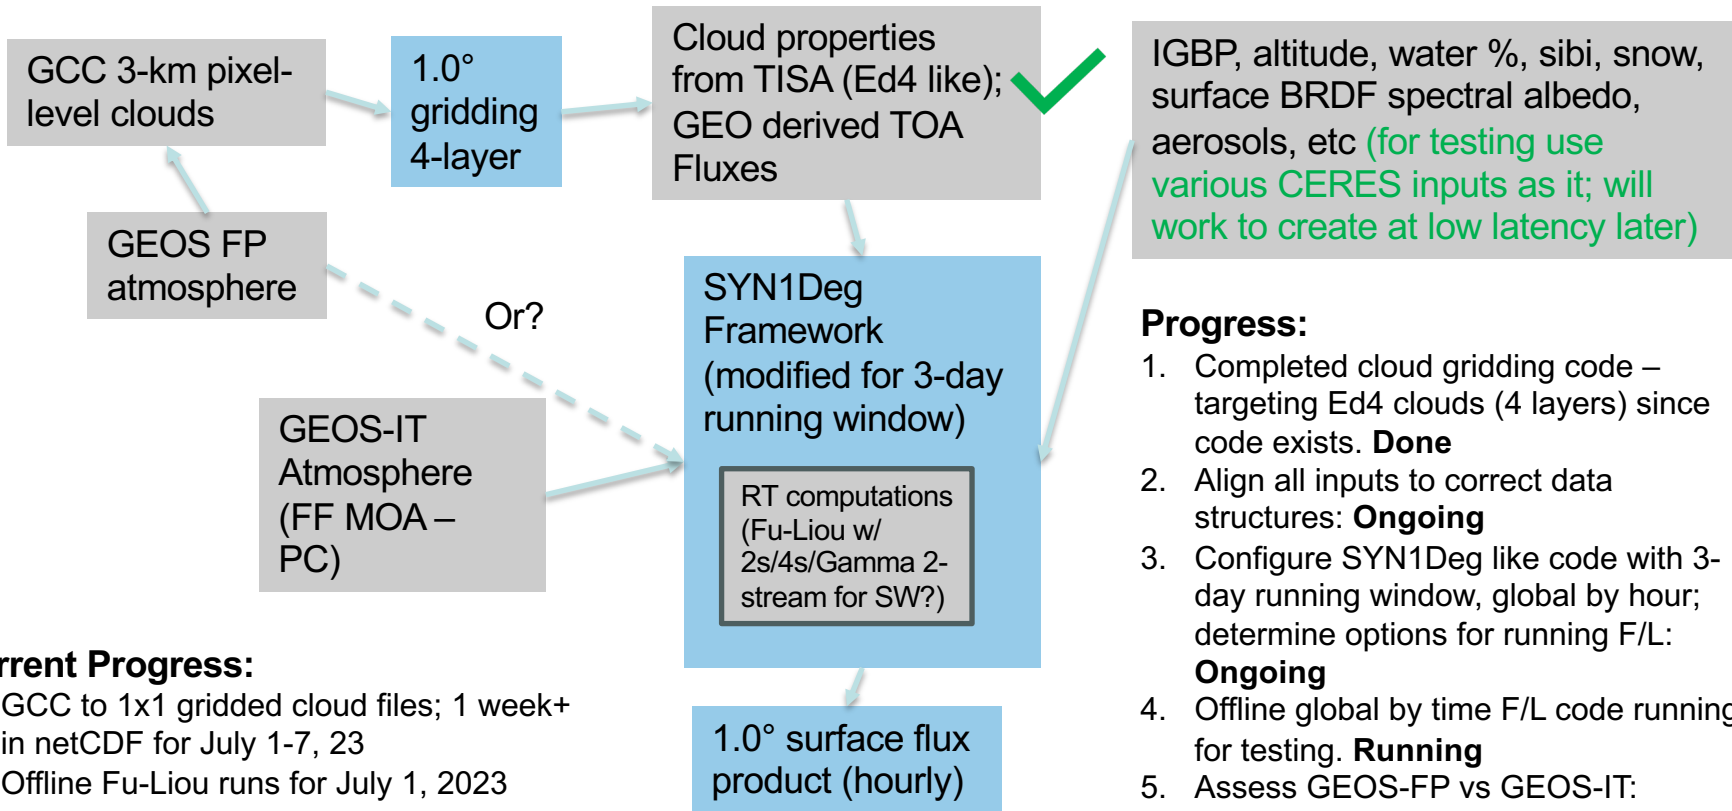 GCC 3-km pixel-
level clouds
1.0°
gridding
4-layer
Cloud properties
from TISA (Ed4 like);
GEO derived TOA
Fluxes
IGBP, altitude, water %, sibi, snow,
surface BRDF spectral albedo,
aerosols, etc (for testing use
various CERES inputs as it; will
work to create at low latency later)
GEOS FP
atmosphere
Or?
GEOS-IT
Atmosphere
(FF MOA –
PC)
SYN1Deg
Framework
(modified for 3-day
running window)
RT computations
(Fu-Liou w/
2s/4s/Gamma 2-
stream for SW?)
1.0° surface flux
product (hourly)
Progress:
1. Completed cloud gridding code –
targeting Ed4 clouds (4 layers) since
code exists. Done
2. Align all inputs to correct data
structures: Ongoing
3. Configure SYN1Deg like code with 3-
day running window, global by hour;
determine options for running F/L:
Ongoing
4. Offline global by time F/L code running
for testing. Running
5. Assess GEOS-FP vs GEOS-IT:
rrent Progress:
GCC to 1x1 gridded cloud files; 1 week+
in netCDF for July 1-7, 23
Offline Fu-Liou runs for July 1, 2023